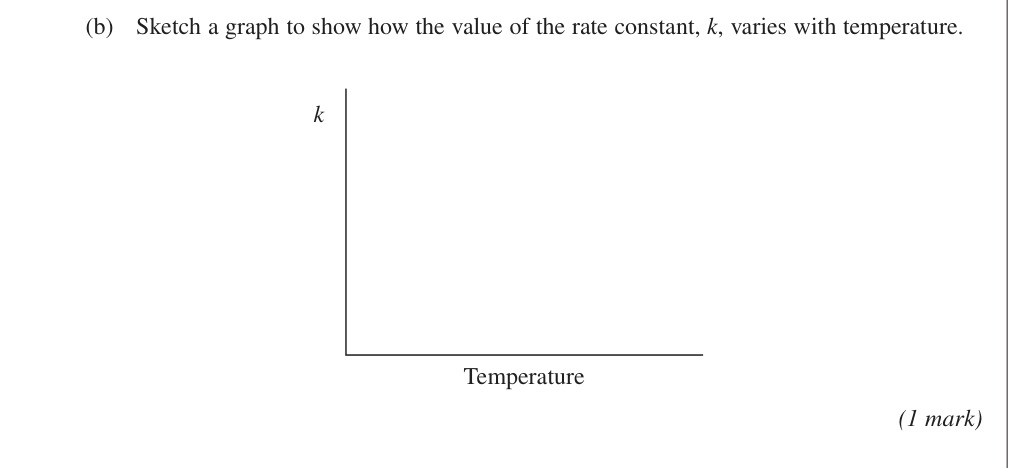 (b) Sketch a graph to show how the value of the rate constant, k, varies with temperature.
k
Temperature
(1 mark)